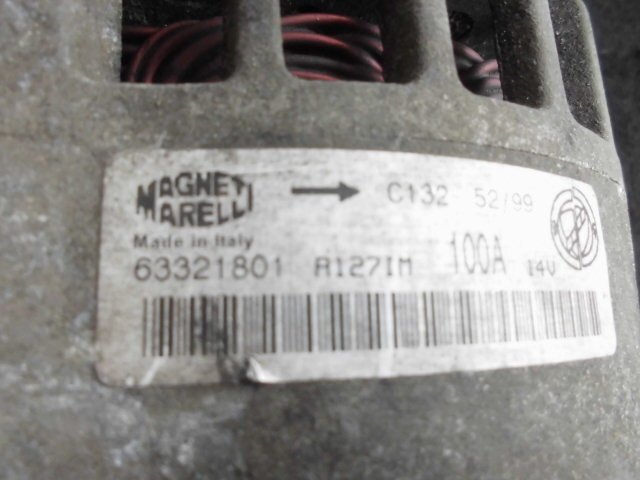 MAGNETI MARELLI
C132 52/99
Made in Italy
63321801 A127IM 100A 14V